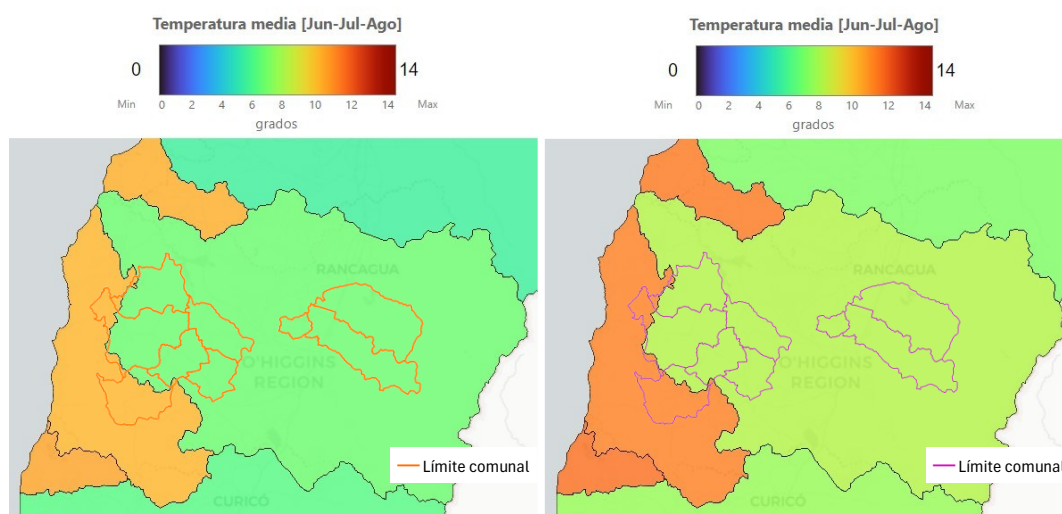 Temperatura media [Jun-Jul-Ago]
0 14
Min 0 2 4 6 8 10 12 14 Max
grados
RANCAGUA
O'HIGGINS
REGION
CURICÓ
Límite comunal
Temperatura media [Jun-Jul-Ago]
0 14
Min 0 2 4 6 8 10 12 14 Max
grados
RANCAGUA
O'HIGGINS
REGION
CURICÓ
Límite comunal